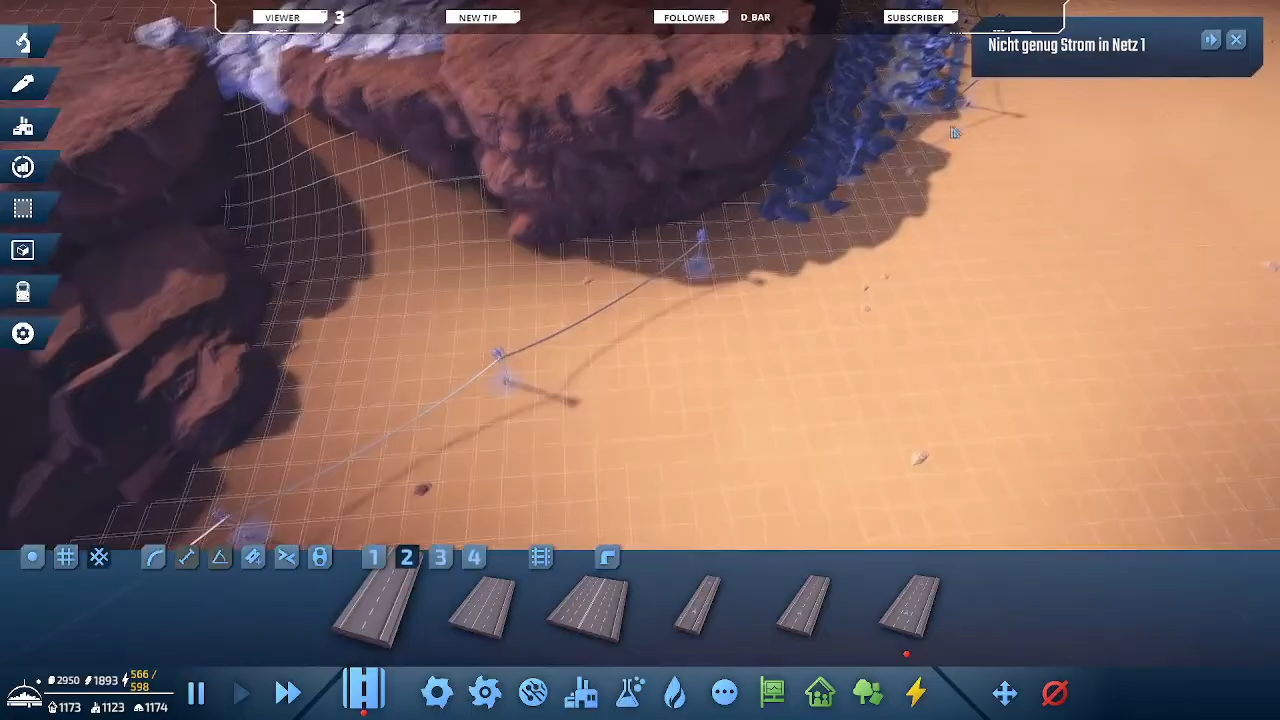 VIEWER 3 NEW TIP FOLLOWER D_BAR SUBSCRIBER
Nicht genug Strom in Netz 1
1 2 3 4
2950 1893 566 /
598
1173 1123 1174